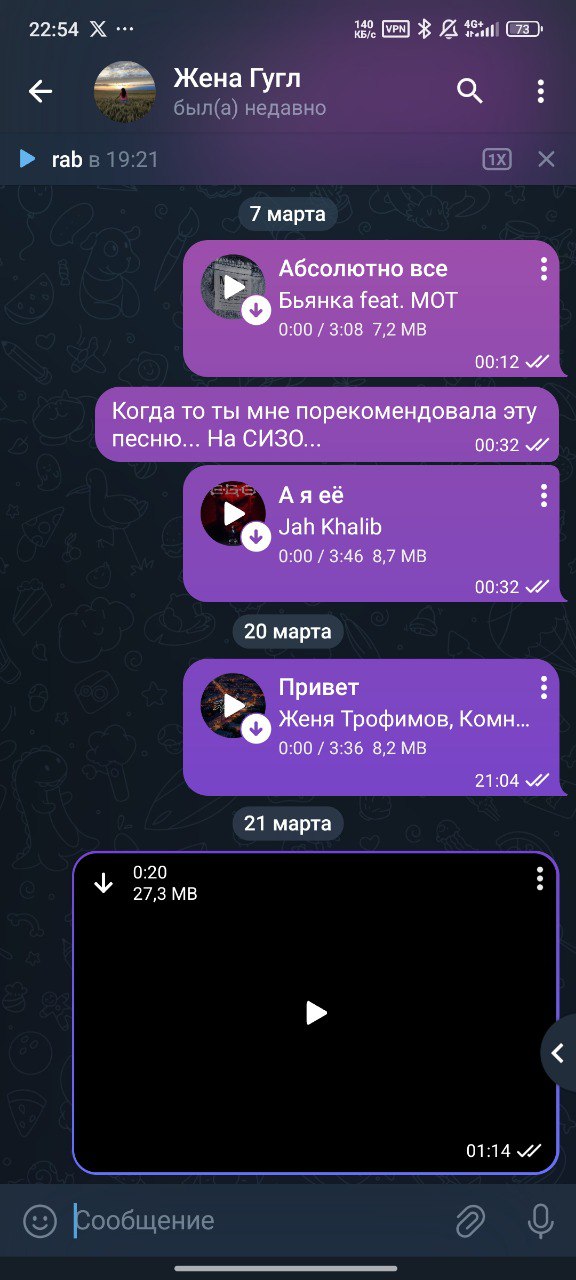 22:54 X ...
140 КБ/с VPN 4G+ 73
Жена Гугл
был(а) недавно
rab в 19:21
1X
7 марта
Абсолютно все
Бьянка feat. МОТ
0:00 / 3:08 7,2 MB
00:12
Когда то ты мне порекомендовала эту
песню... На СИЗО...
00:32
А я её
Jah Khalib
0:00 / 3:46 8,7 MB
00:32
20 марта
Привет
Женя Трофимов, Комн...
0:00 / 3:36 8,2 MB
21:04
21 марта
0:20
27,3 MB
01:14
Сообщение